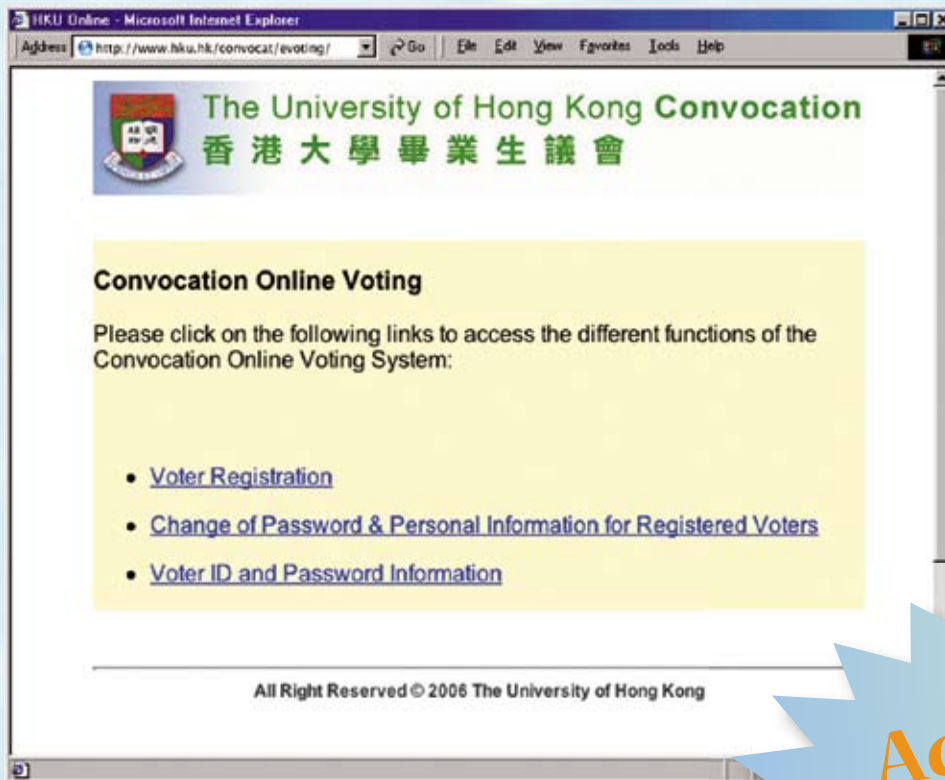 HKU Online - Microsoft Internet Explorer
Address http://www.hku.hk/convocat/evoting/ Go File Edit View Favorites Tools Help
The University of Hong Kong Convocation
香港大學畢業生議會
Convocation Online Voting
Please click on the following links to access the different functions of the
Convocation Online Voting System:
• Voter Registration
• Change of Password & Personal Information for Registered Voters
• Voter ID and Password Information
All Right Reserved © 2006 The University of Hong Kong